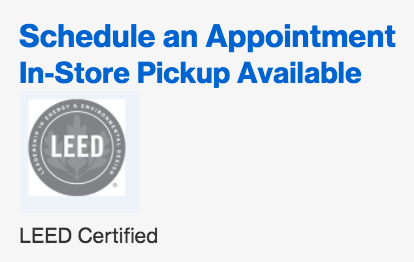 Schedule an Appointment
In-Store Pickup Available
LEADERSHIP IN ENERGY & ENVIRONMENTAL DESIGN
LEED
®
LEED Certified